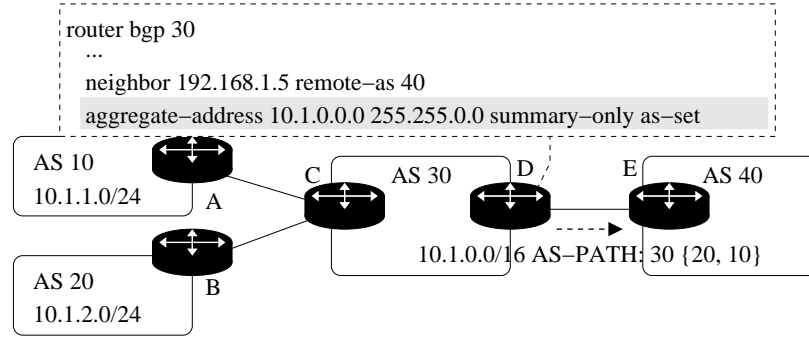 router bgp 30
...
neighbor 192.168.1.5 remote−as 40
aggregate−address 10.1.0.0.0 255.255.0.0 summary−only as−set
AS 10
10.1.1.0/24
A
C
AS 30
D
E
AS 40
10.1.0.0/16 AS−PATH: 30 {20, 10}
AS 20
10.1.2.0/24
B